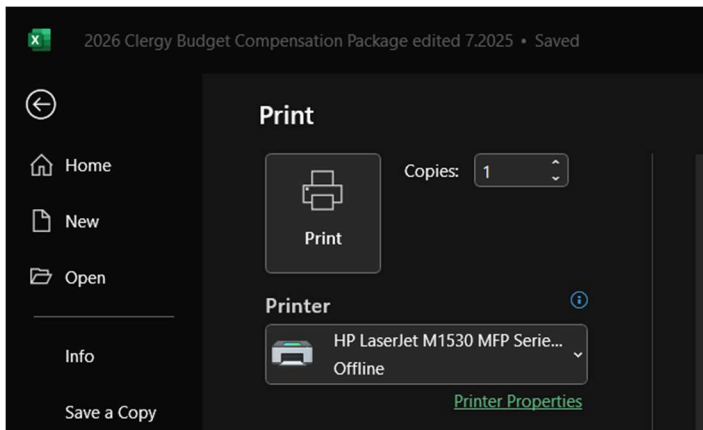 2026 Clergy Budget Compensation Package edited 7.2025 • Saved
Print
Home
New
Open
Info
Save a Copy
Print
Copies: 1
Printer
HP LaserJet M1530 MFP Serie...
Offline
Printer Properties